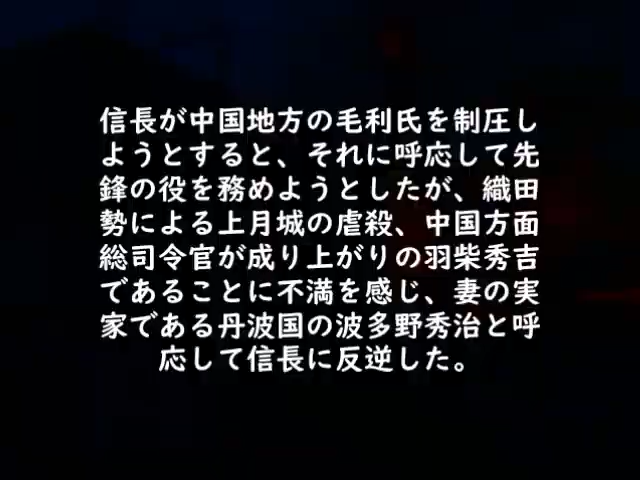 信長が中国地方の毛利氏を制圧し
ようとすると、それに呼応して先
鋒の役を務めようとしたが、織田
勢による上月城の虐殺、中国方面
総司令官が成り上がりの羽柴秀吉
であることに不満を感じ、妻の実
家である丹波国の波多野秀治と呼
応して信長に反逆した。